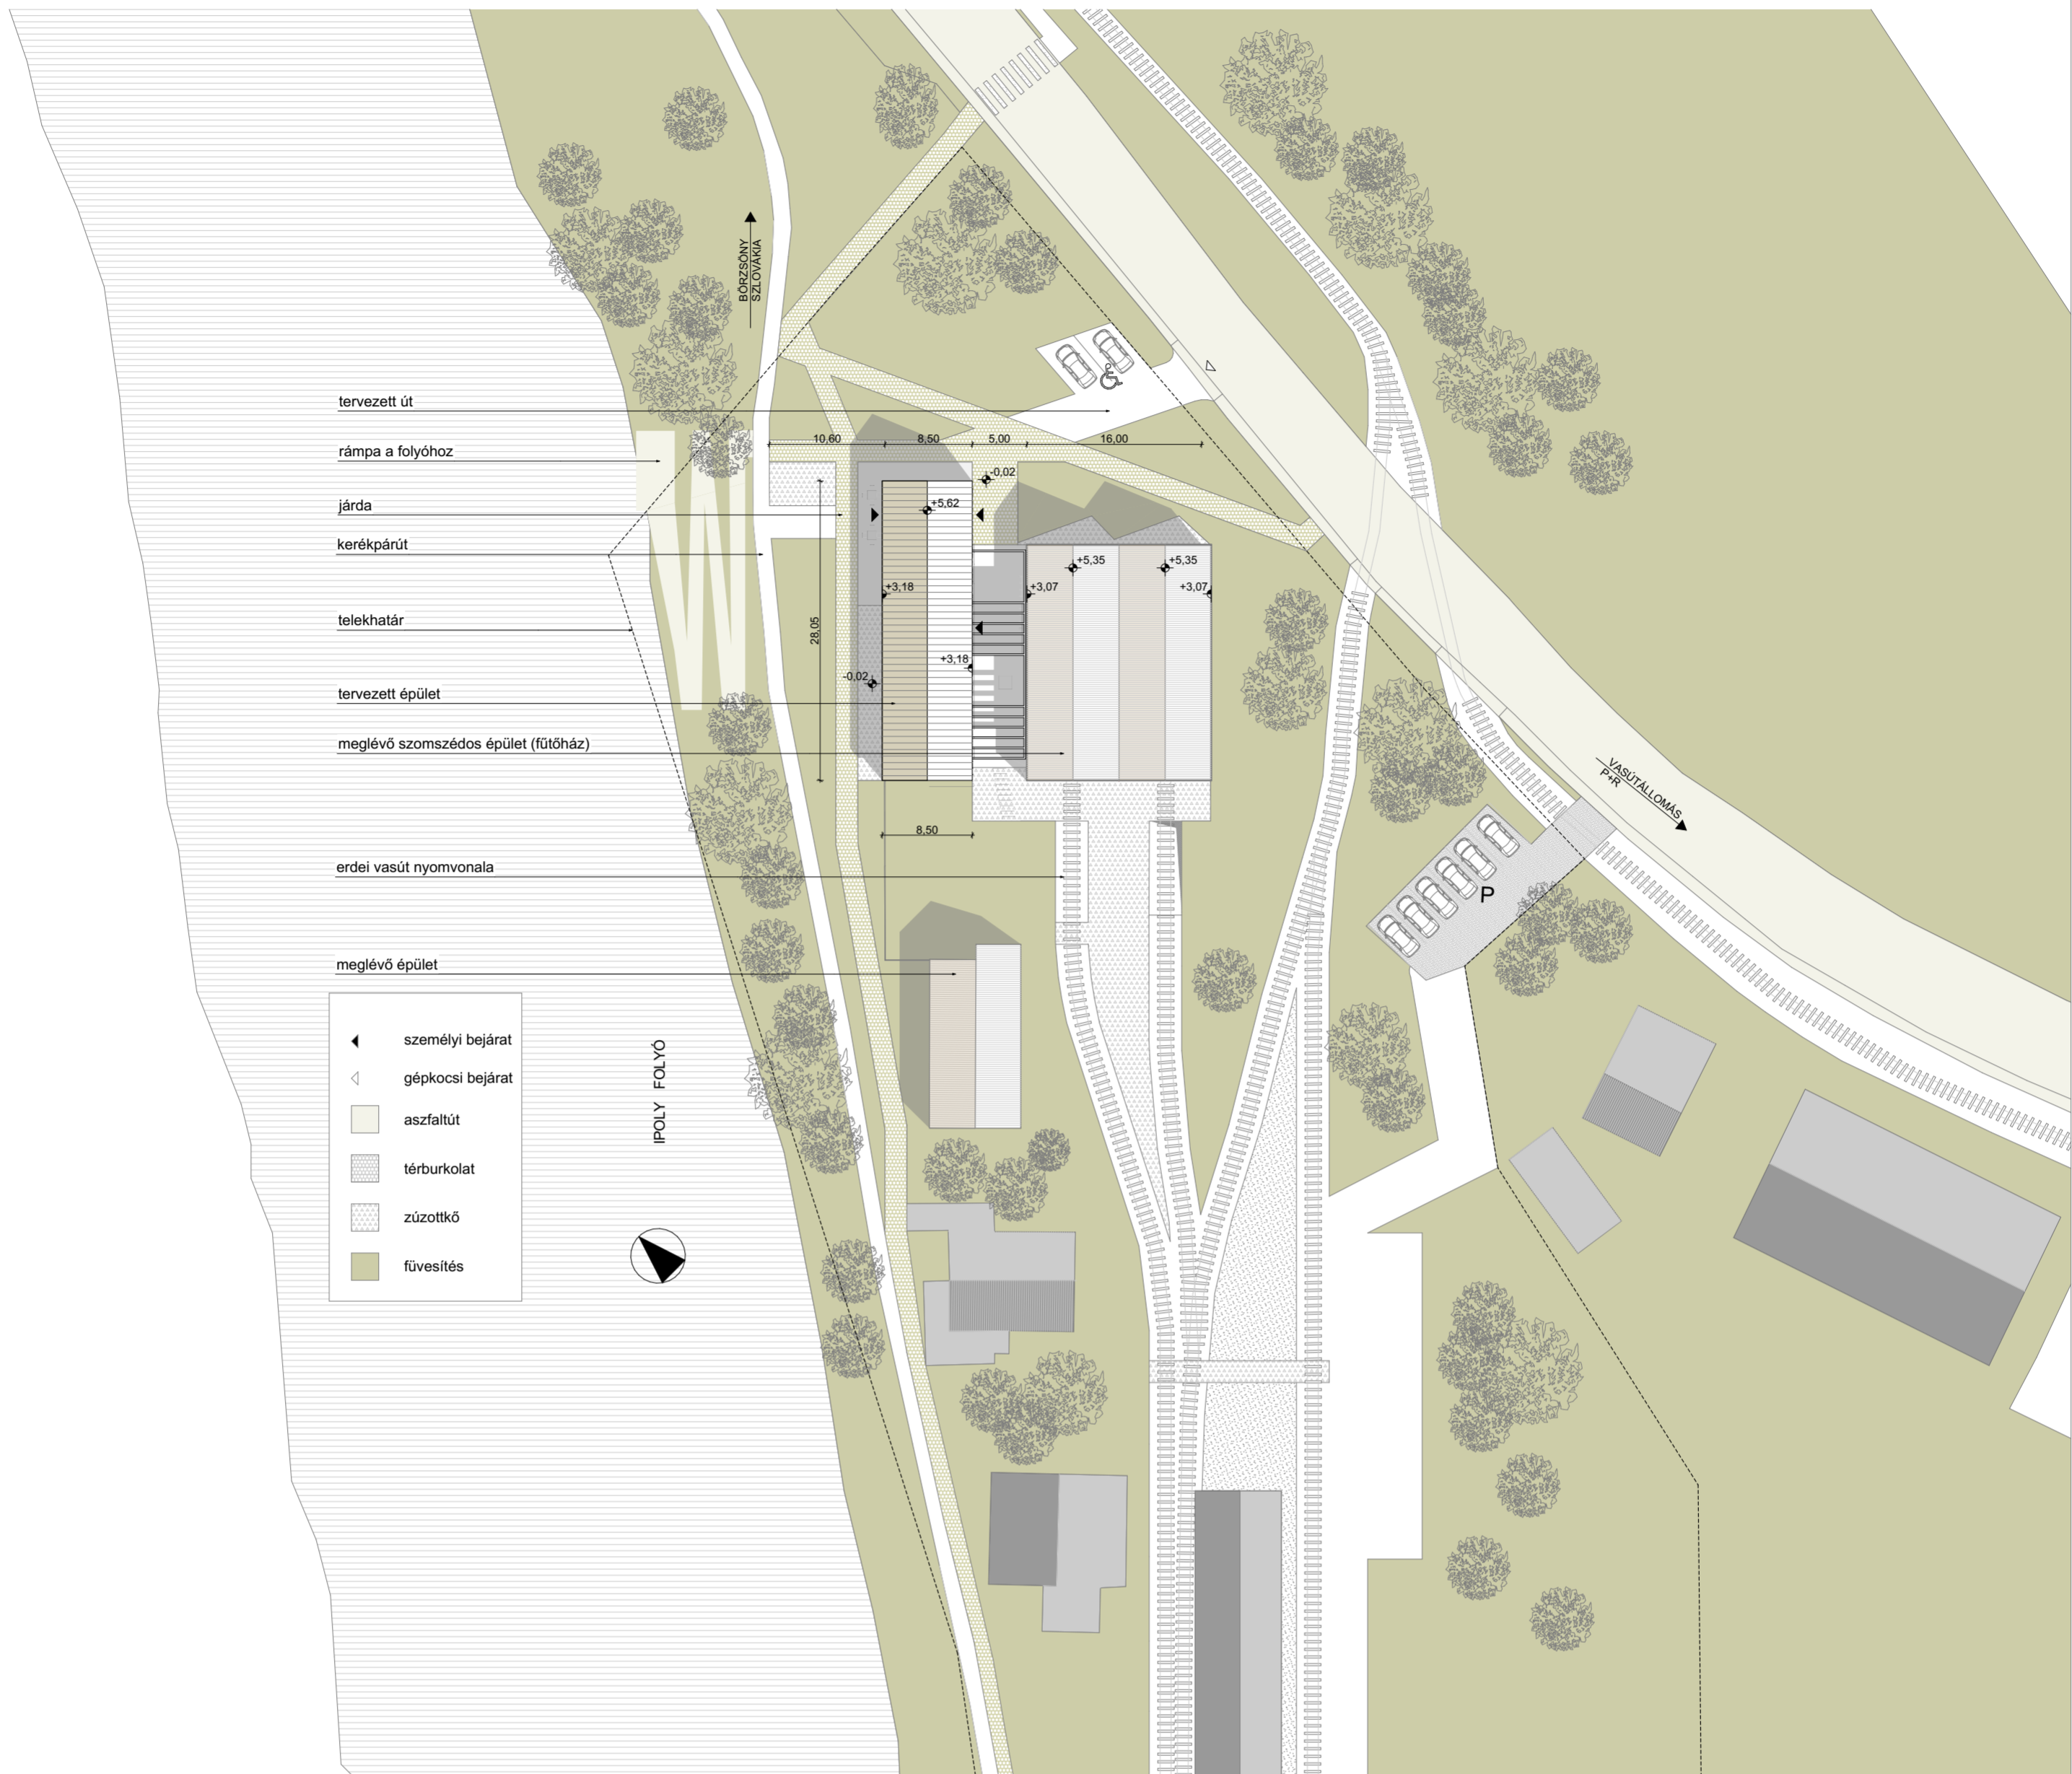 BÖRZSÖNY
SZLOVÁKIA
tervezett út
10,60 8,50 5,00 16,00
rámpa a folyóhoz
-0,02
+5,62
járda
kerékpárút
+5,35 +5,35
+3,18 +3,07 +3,07
telekhatár
28,05
+3,18
-0,02
tervezett épület
meglévő szomszédos épület (fűtőház)
VASÚTÁLLOMÁS
P+R
8,50
erdei vasút nyomvonala
P
meglévő épület
személyi bejárat
gépkocsi bejárat
aszfaltút
térburkolat
zúzottkő
füvesítés
IPOLY FOLYÓ